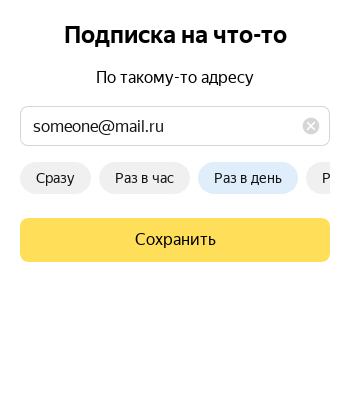 Подписка на что-то
По такому-то адресу
someone@mail.ru
Сразу Раз в час Раз в день
Сохранить